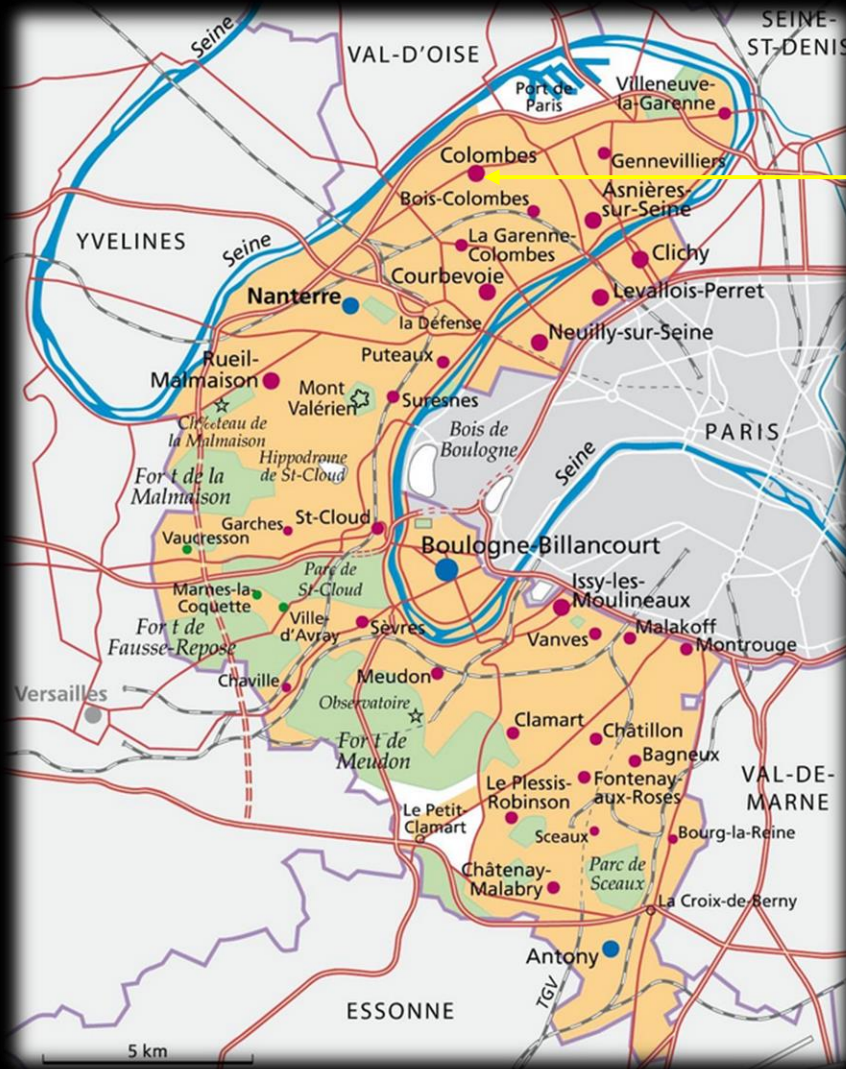 SEINE-
ST-DENIS
Seine
VAL-D'OISE
Port de
Paris
Villeneuve-
la-Garenne
Colombes
Gennevilliers
Bois-Colombes
Asnières-
sur-Seine
YVELINES
Seine
La Garenne-
Colombes
Clichy
Courbevoie
Nanterre
Levallois-Perret
la Défense
Neuilly-sur-Seine
Rueil-
Malmaison
Puteaux
Mont
Valérien
Suresnes
Ch‰teau de
la Malmaison
Bois de
Boulogne
PARIS
Seine
Hippodrome
de St-Cloud
For t de la
Malmaison
Garches
St-Cloud
Vaucresson
Boulogne-Billancourt
Parc de
St-Cloud
Issy-les-
Moulineaux
Marnes-la-
Coquette
Ville-
d'Avray
Sèvres
For t de
Fausse-Repose
Vanves
Malakoff
Montrouge
Chaville
Meudon
Versailles
Observatoire
For t de
Meudon
Clamart
Châtillon
Bagneux
VAL-DE-
MARNE
Le Plessis-
Robinson
Fontenay-
aux-Roses
Le Petit-
Clamart
Sceaux
Bourg-la-Reine
Châtenay-
Malabry
Parc de
Sceaux
La Croix-de-Berny
Antony
TGV
ESSONNE
5 km